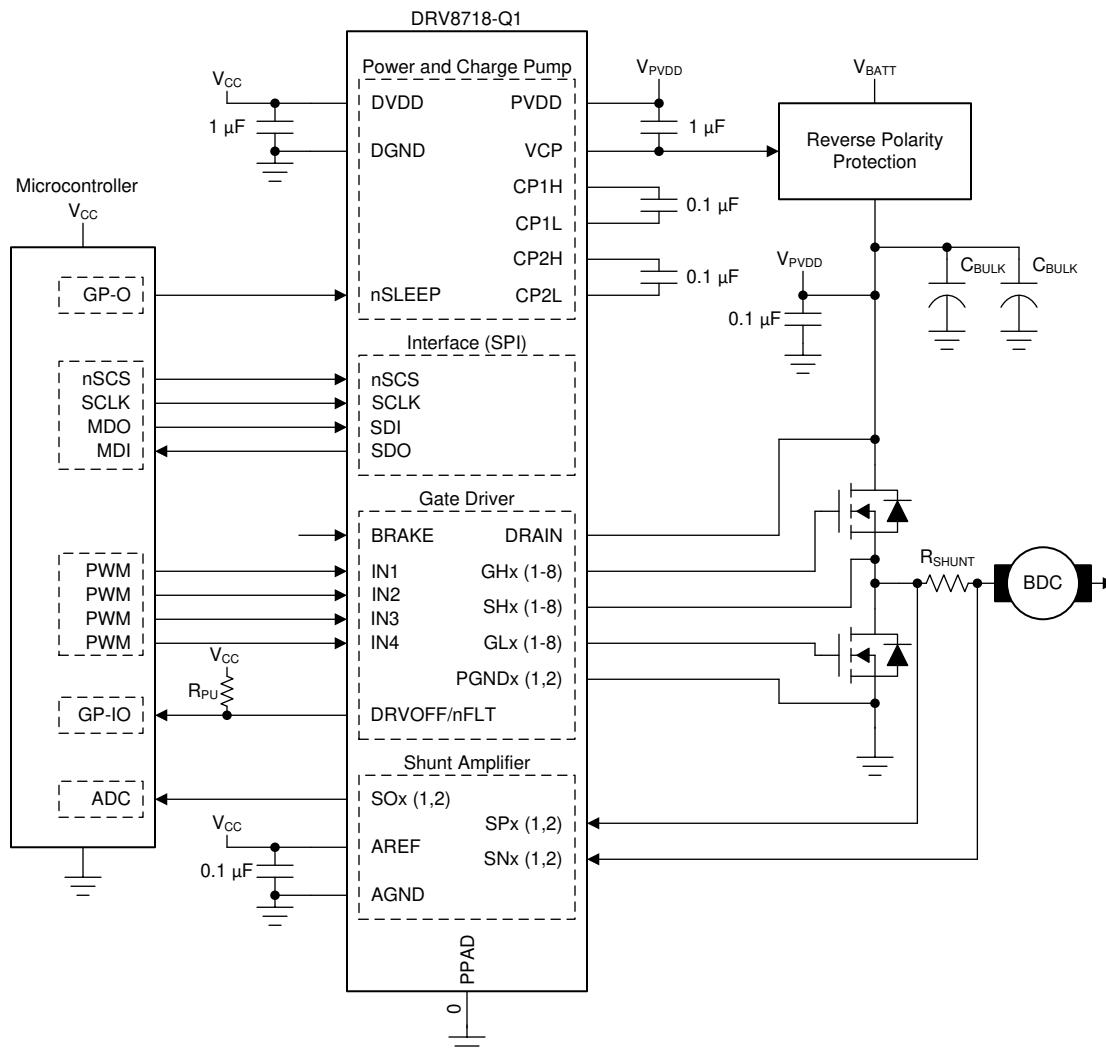 DRV8718-Q1
Power and Charge Pump
VCC
DVDD
1 µF
DGND
nSLEEP
PVDD
VPVDD
1 µF
VCP
CP1H
0.1 µF
CP1L
CP2H
0.1 µF
CP2L
VBATT
Reverse Polarity
Protection
VPVDD
0.1 µF
CBULK
CBULK
Microcontroller
VCC
GP-O
nSCS
SCLK
MDO
MDI
PWM
PWM
PWM
PWM
GP-IO
ADC
Interface (SPI)
nSCS
SCLK
SDI
SDO
Gate Driver
BRAKE
IN1
IN2
IN3
IN4
VCC
RPU
DRVOFF/nFLT
DRAIN
GHx (1-8)
SHx (1-8)
GLx (1-8)
PGNDx (1,2)
RSHUNT
BDC
Shunt Amplifier
SOx (1,2)
VCC
AREF
0.1 µF
AGND
SPx (1,2)
SNx (1,2)
PPAD
0